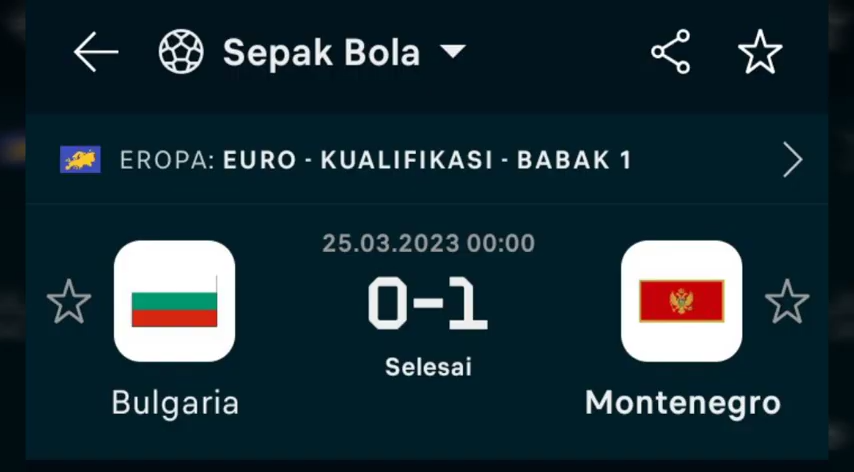 Sepak Bola
EROPA: EURO - KUALIFIKASI - BABAK 1
25.03.2023 00:00
0-1
Selesai
Bulgaria
Montenegro